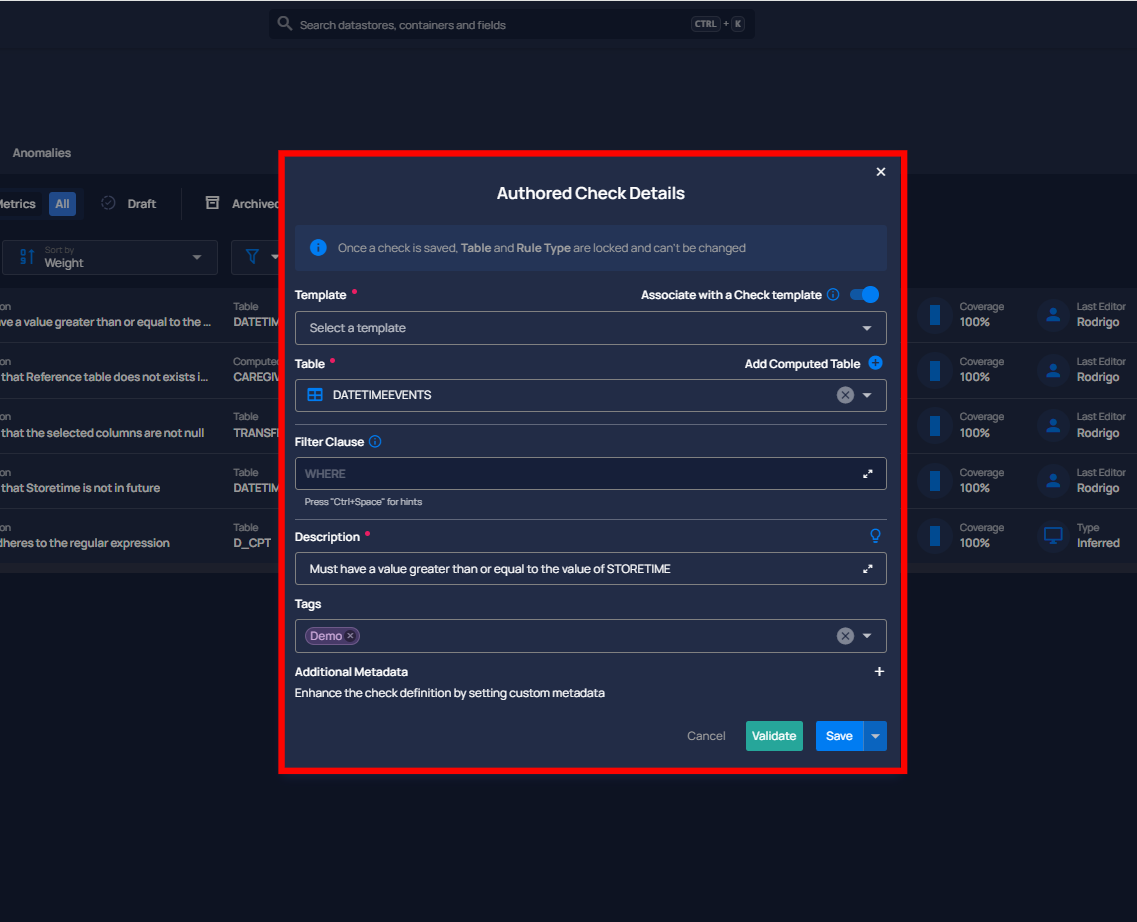 Search datastores, containers and fields CTRL + K
Anomalies
Metrics All Draft Archived
Sort by
Weight
Authored Check Details
Once a check is saved, Table and Rule Type are locked and can't be changed
Template * Associate with a Check template
Select a template
Table * Add Computed Table
DATETIMEEVENTS
Filter Clause
WHERE
Press "Ctrl+Space" for hints
Description *
Must have a value greater than or equal to the value of STORETIME
Tags
Demo
Additional Metadata +
Enhance the check definition by setting custom metadata
Cancel Validate Save
on Table Coverage Last Editor
ve a value greater than or equal to the ... DATETIM 100% Rodrigo
on Computed Coverage Last Editor
that Reference table does not exists i... CAREGIV 100% Rodrigo
on Table Coverage Last Editor
that the selected columns are not null TRANSF 100% Rodrigo
on Table Coverage Last Editor
that Storetime is not in future DATETIM 100% Rodrigo
on Table Coverage Type
dheres to the regular expression D_CPT 100% Inferred